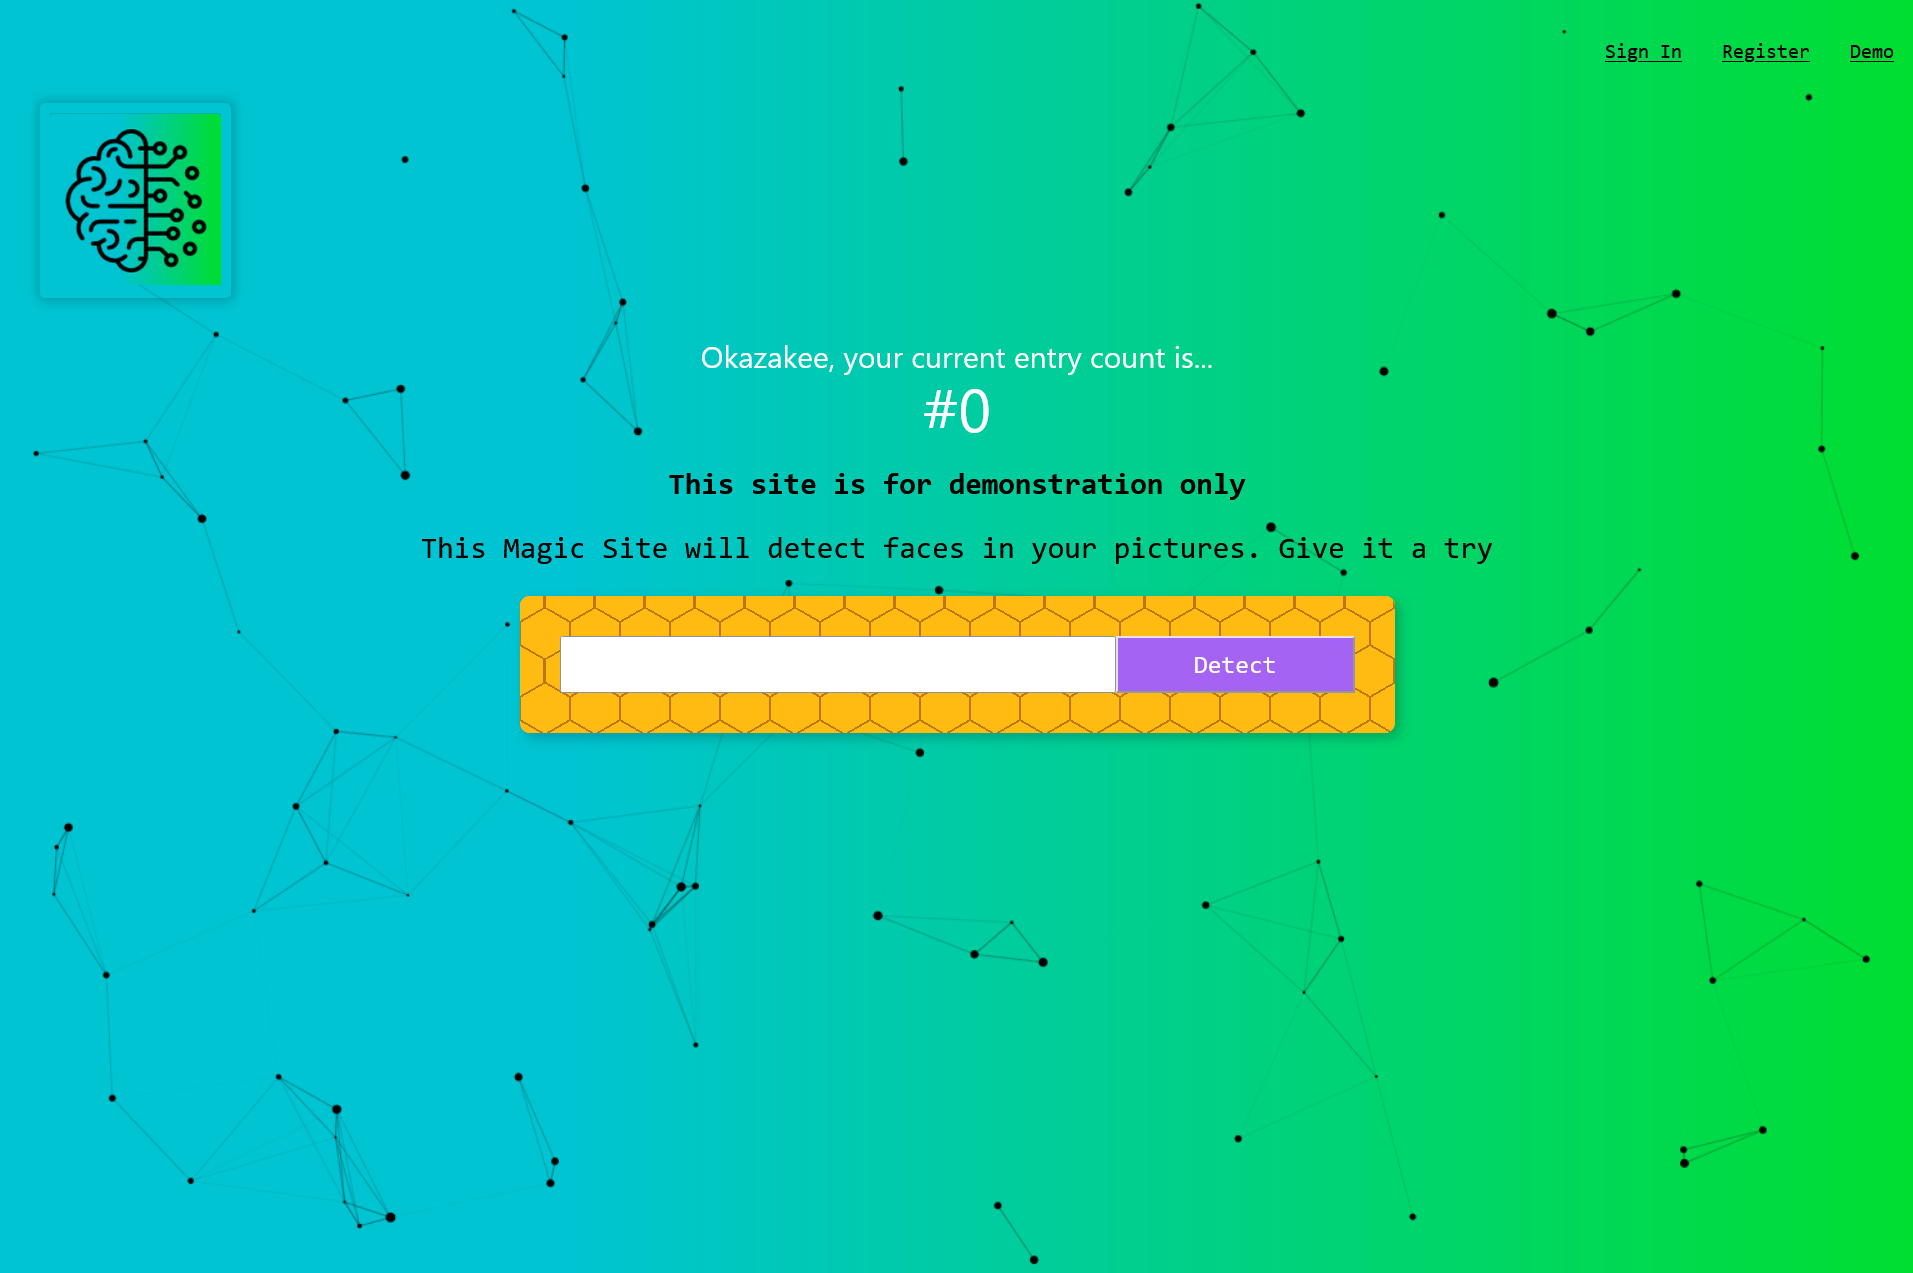 Sign In Register Demo
Okazakee, your current entry count is...
#0
This site is for demonstration only
This Magic Site will detect faces in your pictures. Give it a try
Detect